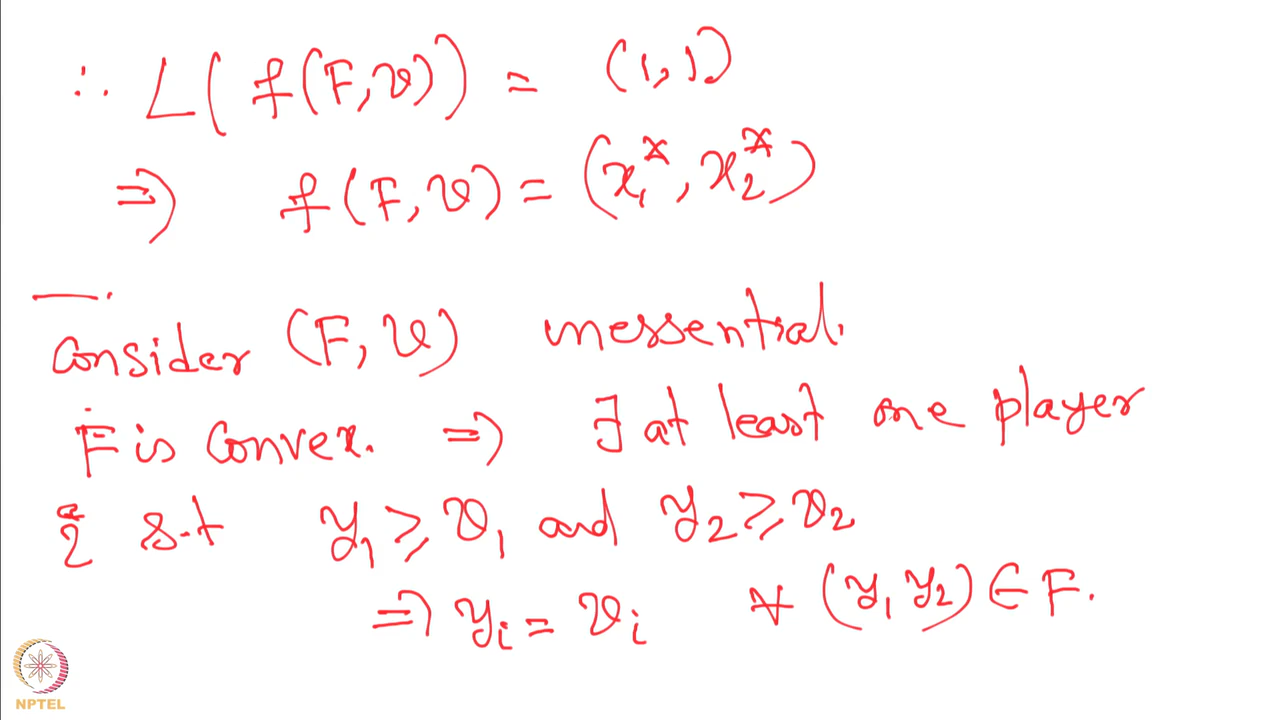 ∴ L(f(F,v)) = (1,1)
⇒) f(F,v) = (x₁*, x₂*)
Consider (F,v) inessential.
F is Convex. =) ∃ at least one player
i s.t y₁ ≥ v₁ and y₂ ≥ v₂
=) yᵢ = vᵢ ∀ (y₁ y₂) ∈ F.
NPTEL